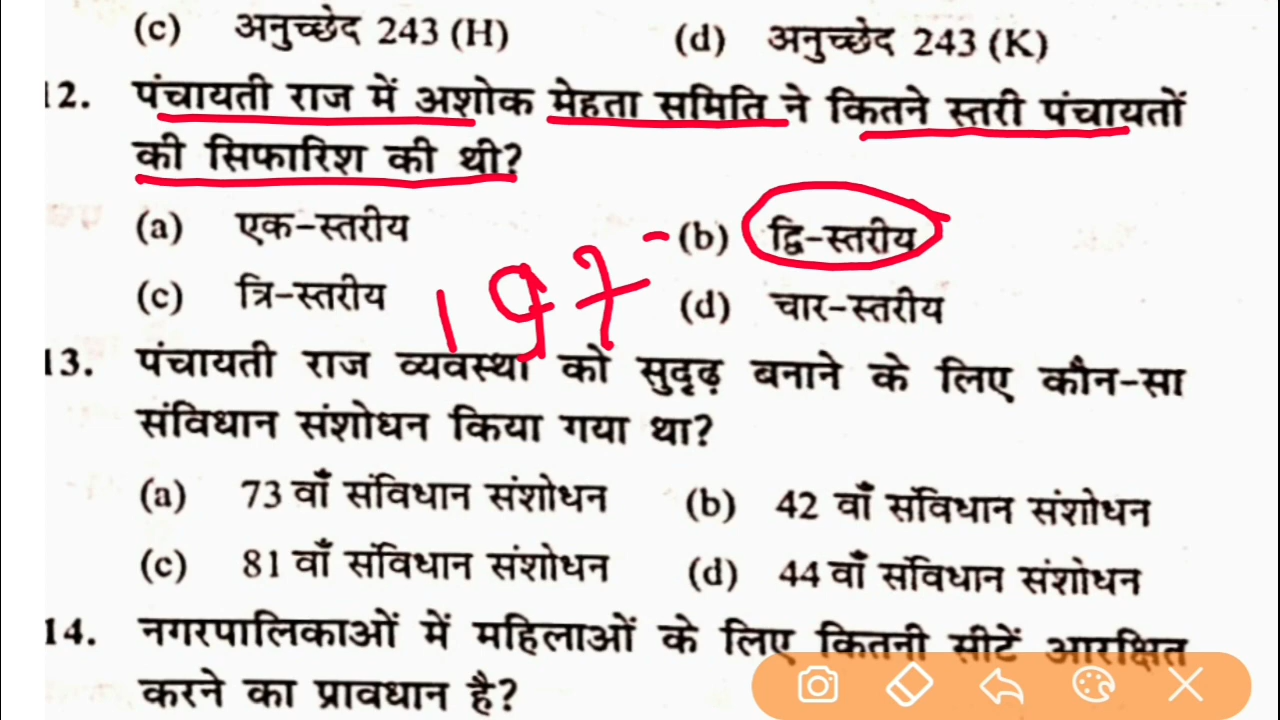 (c) अनुच्छेद 243 (H) (d) अनुच्छेद 243 (K)
12. पंचायती राज में अशोक मेहता समिति ने कितने स्तरी पंचायतों
की सिफारिश की थी?
(a) एक-स्तरीय (b) द्वि-स्तरीय
(c) त्रि-स्तरीय (d) चार-स्तरीय
197
13. पंचायती राज व्यवस्था को सुदृढ़ बनाने के लिए कौन-सा
संविधान संशोधन किया गया था?
(a) 73 वाँ संविधान संशोधन (b) 42 वाँ संविधान संशोधन
(c) 81 वाँ संविधान संशोधन (d) 44 वाँ संविधान संशोधन
14. नगरपालिकाओं में महिलाओं के लिए कितनी सीटें आरक्षित
करने का प्रावधान है?